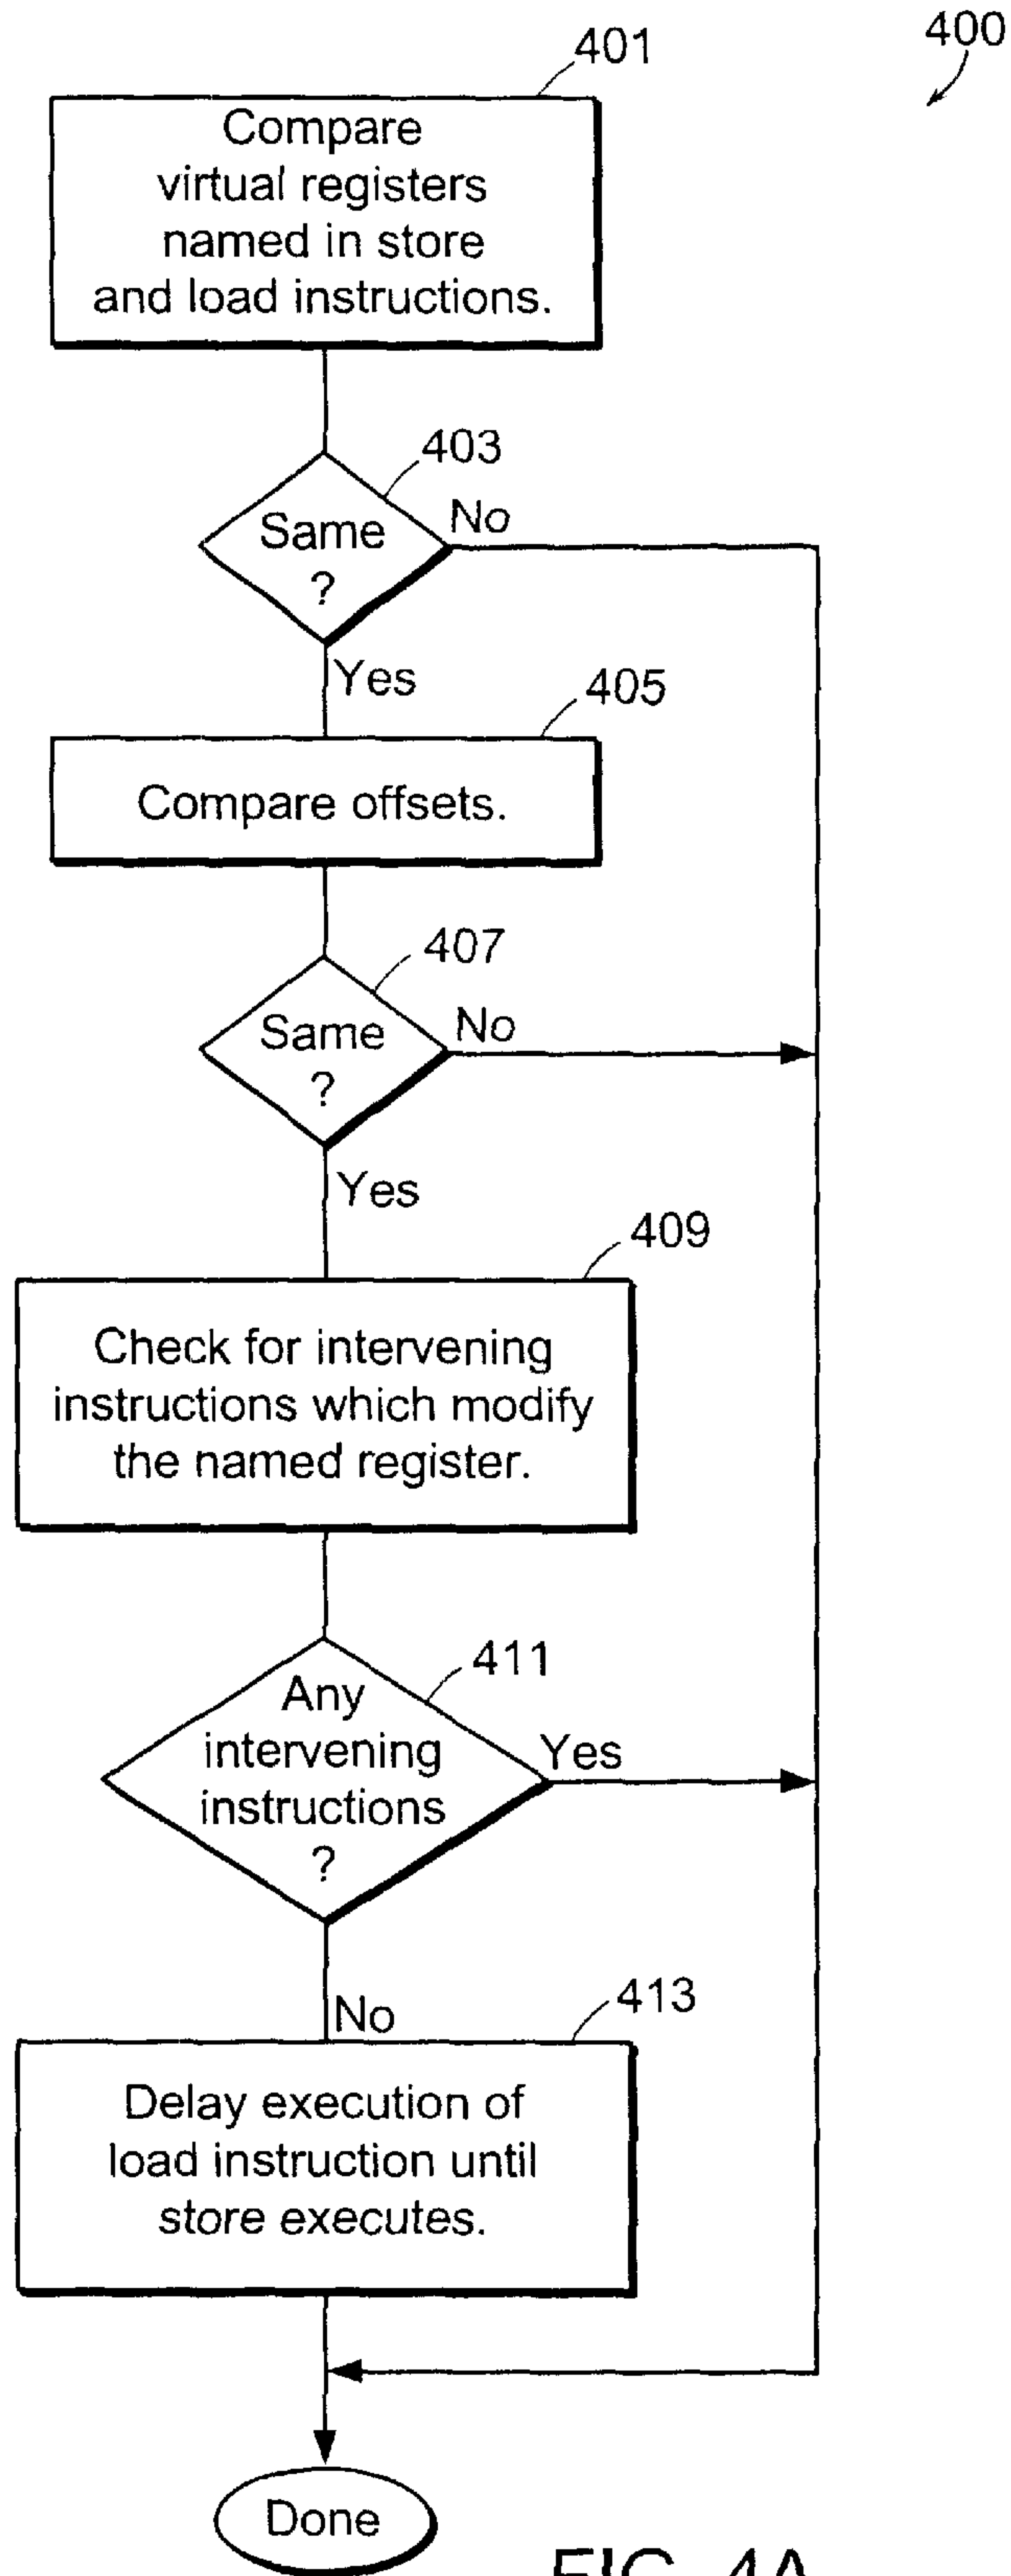 400
401
Compare
virtual registers
named in store
and load instructions.
403
Same
?
No
Yes
405
Compare offsets.
407
Same
?
No
Yes
409
Check for intervening
instructions which modify
the named register.
411
Any
intervening
instructions
?
Yes
No
413
Delay execution of
load instruction until
store executes.
Done
FIG. 4A